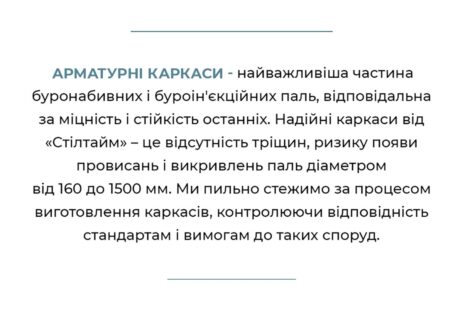 АРМАТУРНІ КАРКАСИ - найважливіша частина
буронабивних і буроін'єкційних паль, відповідальна
за міцність і стійкість останніх. Надійні каркаси від
«Стілтайм» – це відсутність тріщин, ризику появи
провисань і викривлень паль діаметром
від 160 до 1500 мм. Ми пильно стежимо за процесом
виготовлення каркасів, контролюючи відповідність
стандартам і вимогам до таких споруд.